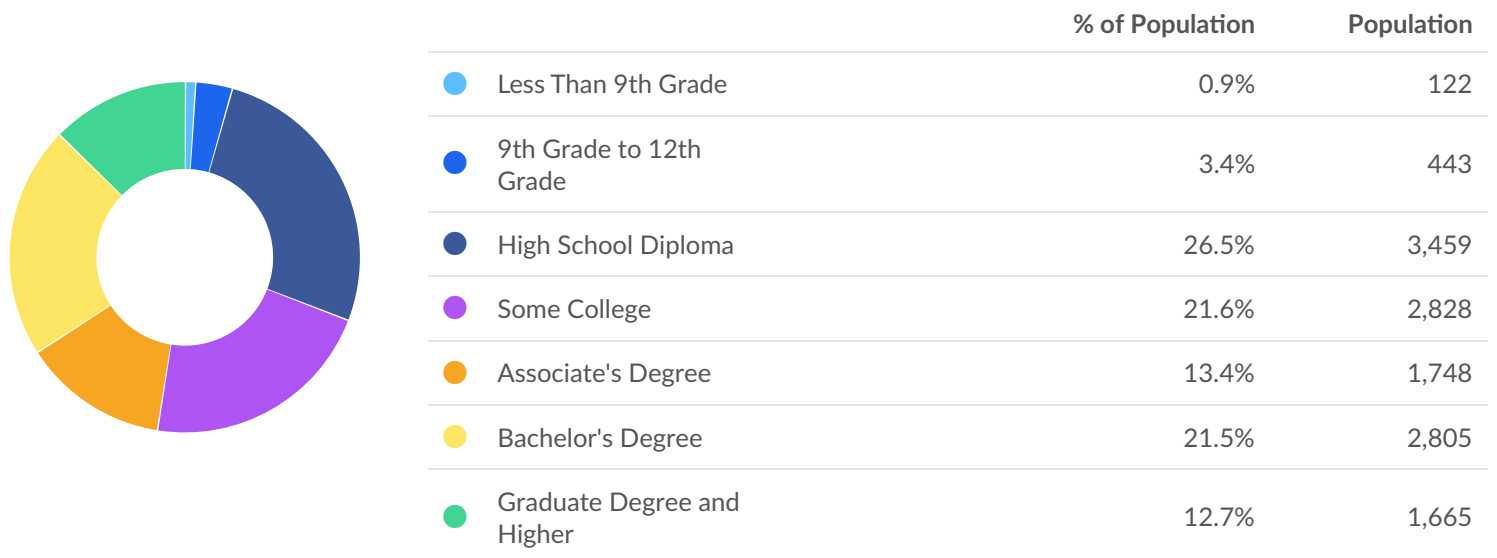 % of Population Population
Less Than 9th Grade 0.9% 122
9th Grade to 12th
Grade 3.4% 443
High School Diploma 26.5% 3,459
Some College 21.6% 2,828
Associate's Degree 13.4% 1,748
Bachelor's Degree 21.5% 2,805
Graduate Degree and
Higher 12.7% 1,665